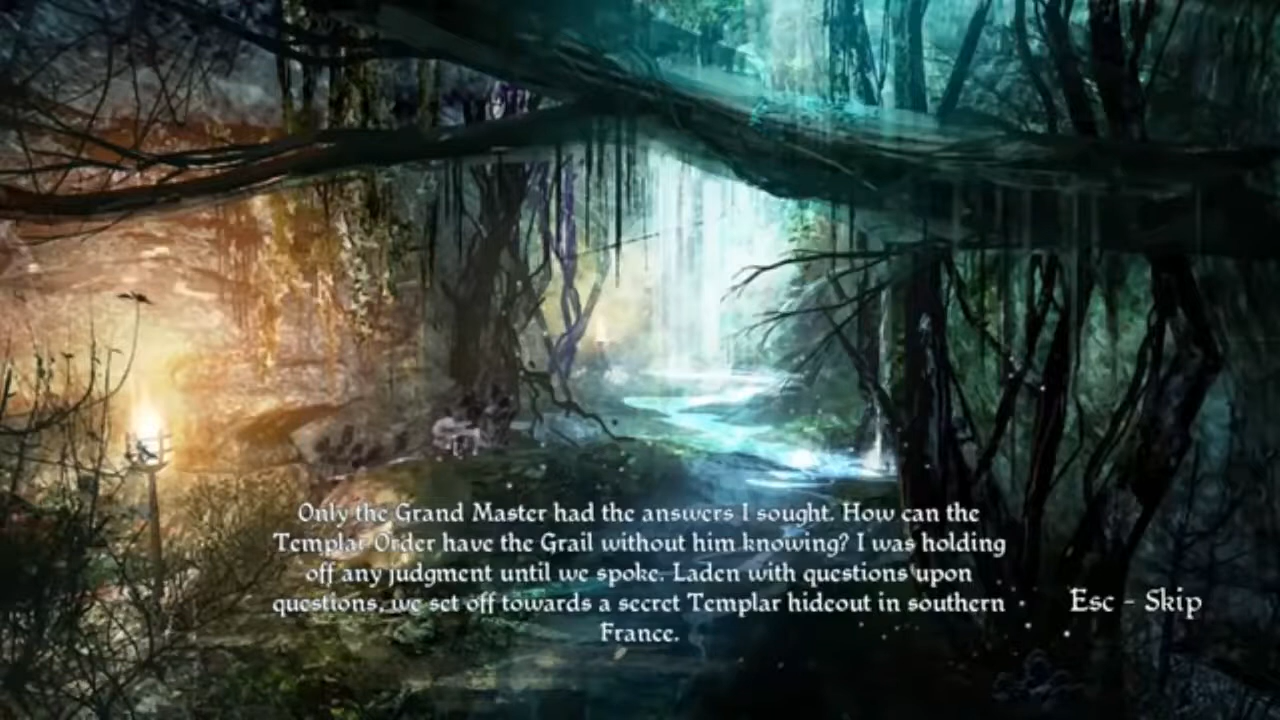 Only the Grand Master had the answers I sought. How can the
Templar Order have the Grail without him knowing? I was holding
off any judgment until we spoke. Laden with questions upon
questions, we set off towards a secret Templar hideout in southern
France.
Esc - Skip